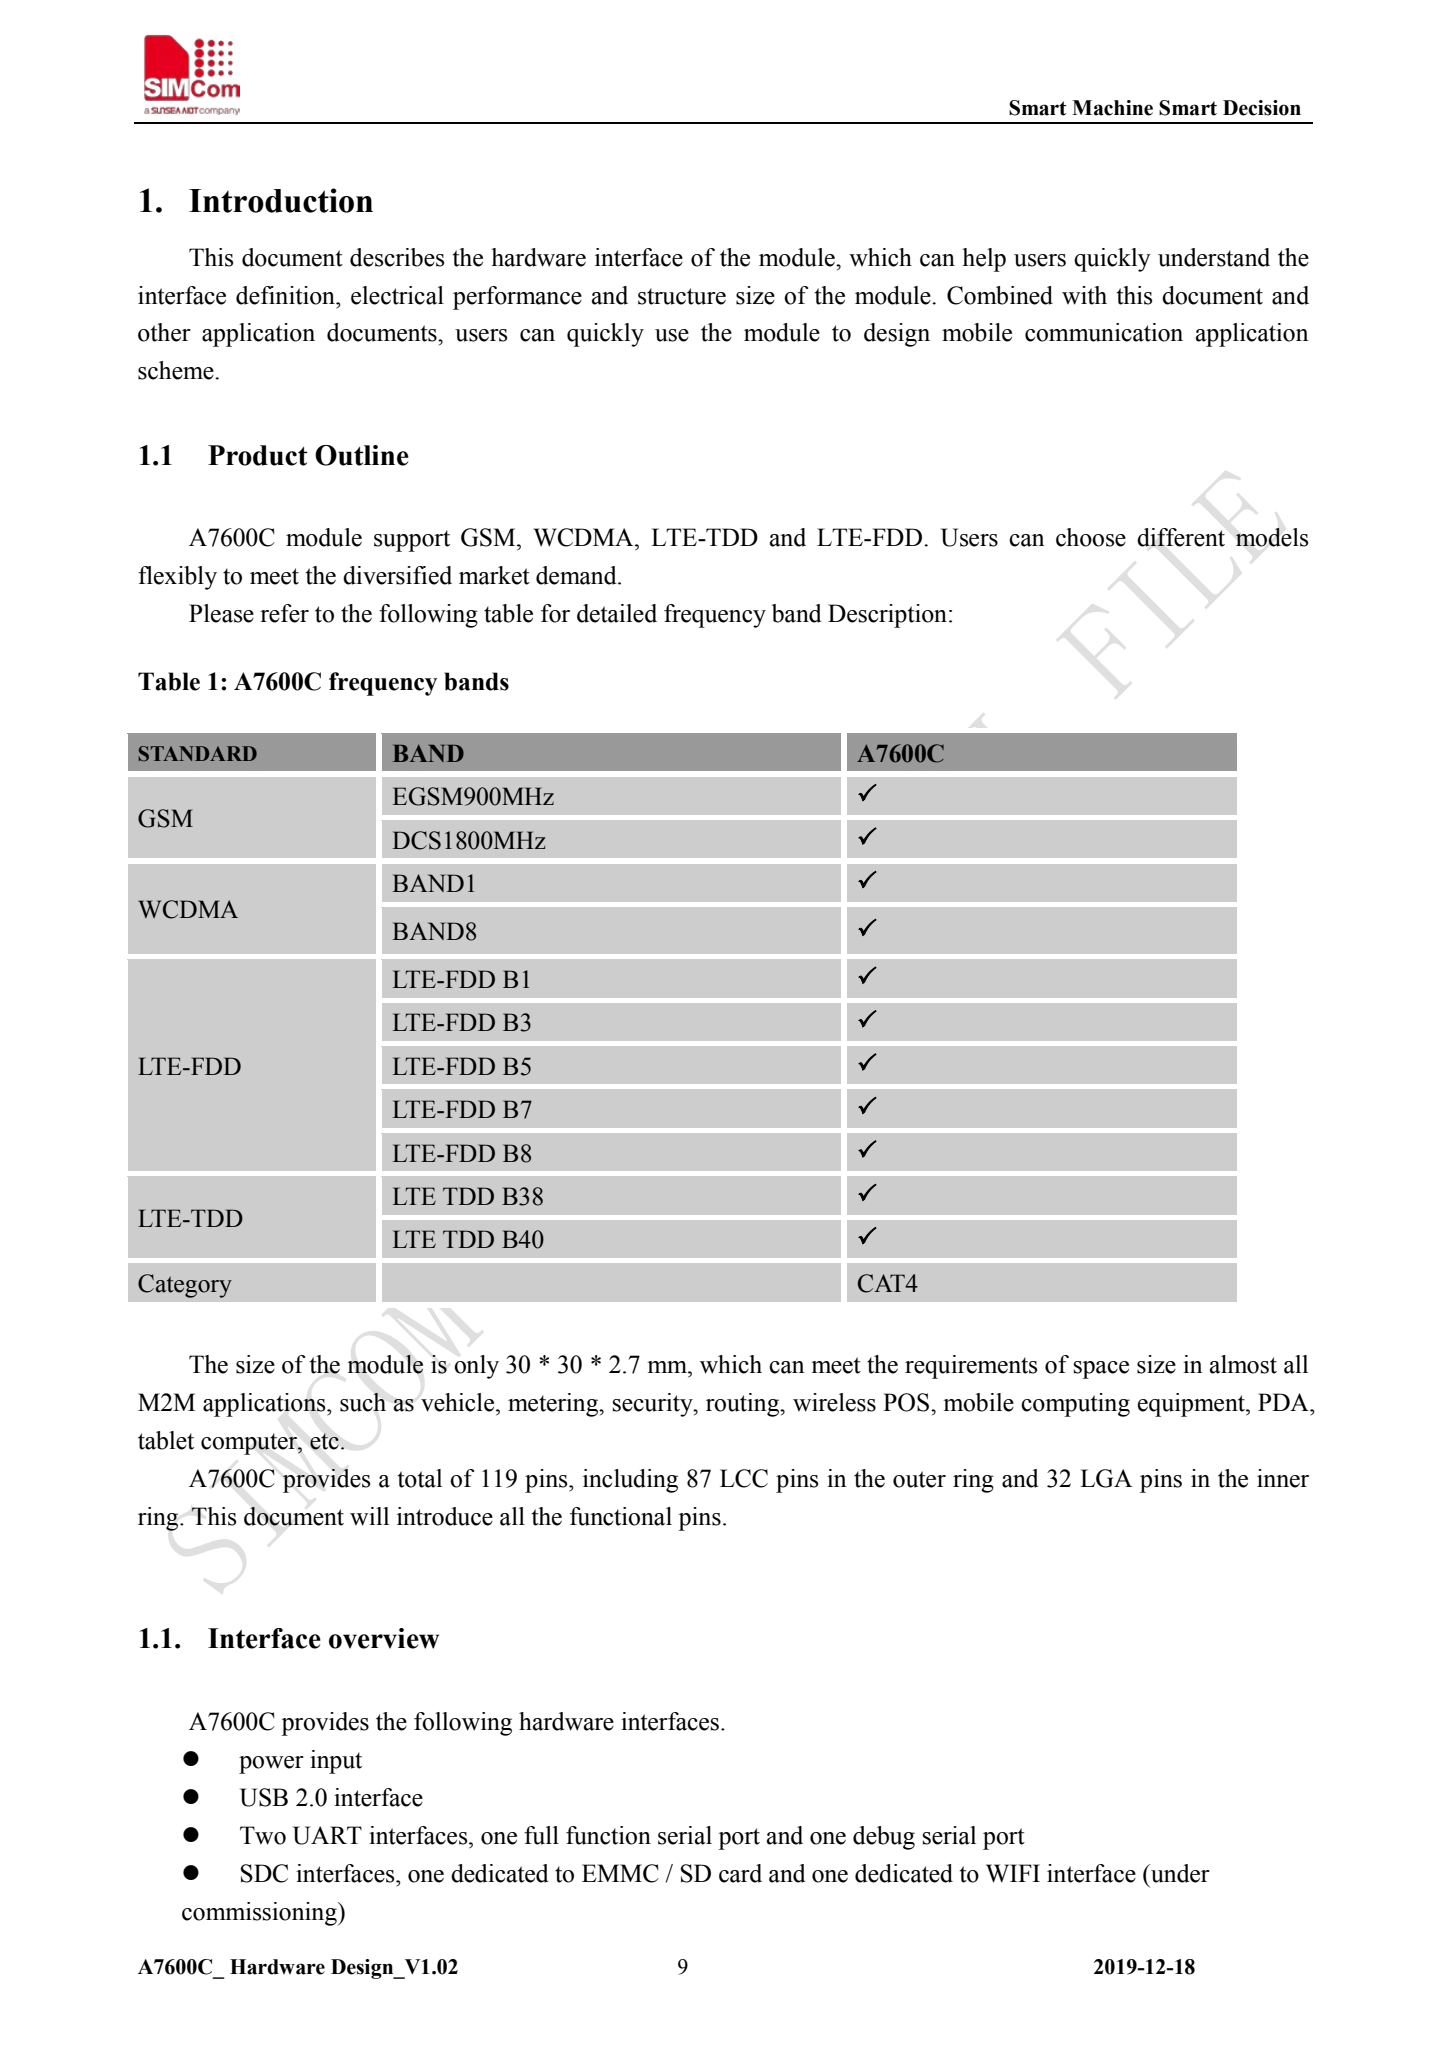 SIMCom
a SUNSEA AIOT company
Smart Machine Smart Decision
1. Introduction
This document describes the hardware interface of the module, which can help users quickly understand the
interface definition, electrical performance and structure size of the module. Combined with this document and
other application documents, users can quickly use the module to design mobile communication application
scheme.
1.1 Product Outline
A7600C module support GSM, WCDMA, LTE-TDD and LTE-FDD. Users can choose different models
flexibly to meet the diversified market demand.
Please refer to the following table for detailed frequency band Description:
Table 1: A7600C frequency bands
STANDARD BAND A7600C
GSM EGSM900MHz ✓
DCS1800MHz ✓
WCDMA BAND1 ✓
BAND8 ✓
LTE-FDD LTE-FDD B1 ✓
LTE-FDD B3 ✓
LTE-FDD B5 ✓
LTE-FDD B7 ✓
LTE-FDD B8 ✓
LTE-TDD LTE TDD B38 ✓
LTE TDD B40 ✓
Category CAT4
The size of the module is only 30 * 30 * 2.7 mm, which can meet the requirements of space size in almost all
M2M applications, such as vehicle, metering, security, routing, wireless POS, mobile computing equipment, PDA,
tablet computer, etc.
A7600C provides a total of 119 pins, including 87 LCC pins in the outer ring and 32 LGA pins in the inner
ring. This document will introduce all the functional pins.
1.1. Interface overview
A7600C provides the following hardware interfaces.
● power input
● USB 2.0 interface
● Two UART interfaces, one full function serial port and one debug serial port
● SDC interfaces, one dedicated to EMMC / SD card and one dedicated to WIFI interface (under
commissioning)
A7600C_ Hardware Design_V1.02 9 2019-12-18
SIMCOM FILE